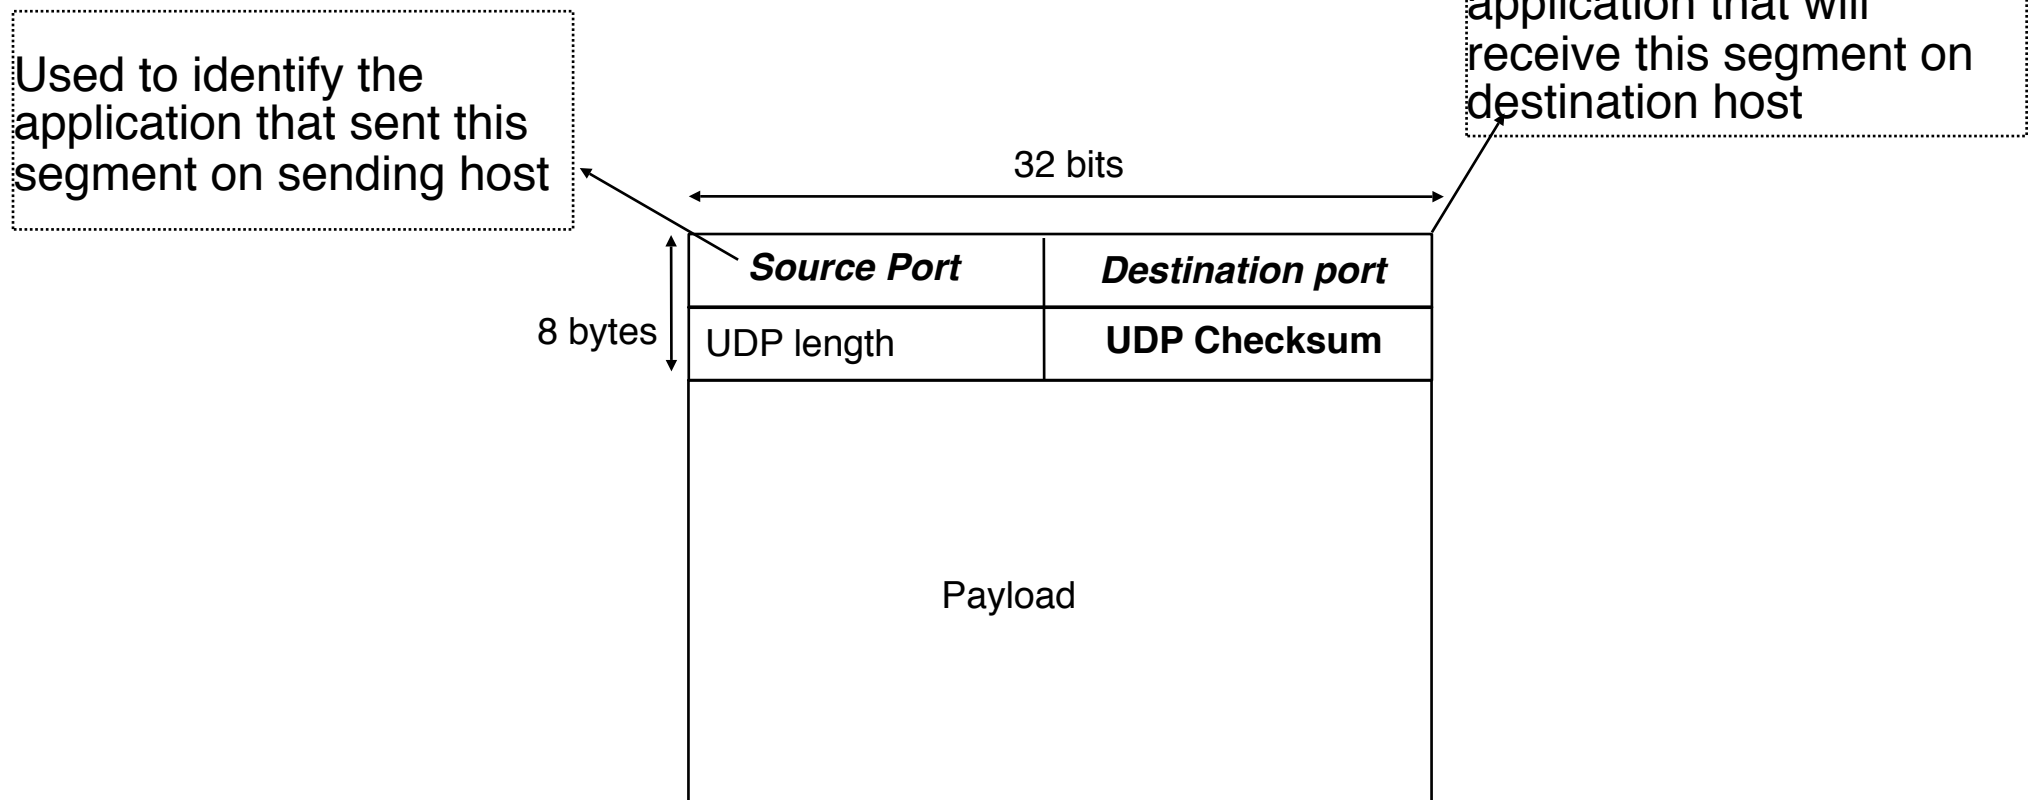 Used to identify the
application that sent this
segment on sending host
application that will
receive this segment on
destination host
32 bits
Source Port
Destination port
8 bytes
UDP length
UDP Checksum
Payload